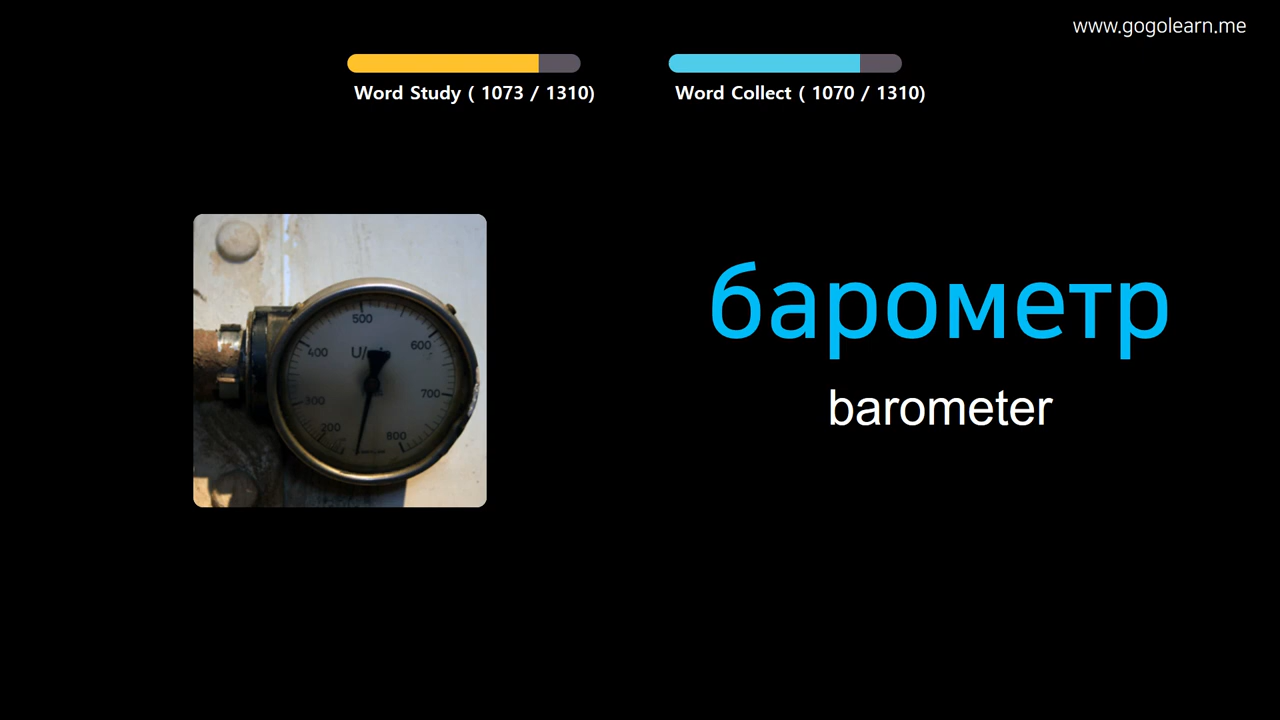 www.gogolearn.me
Word Study ( 1073 / 1310)
Word Collect ( 1070 / 1310)
500
400
600
300
700
200
800
барометр
barometer